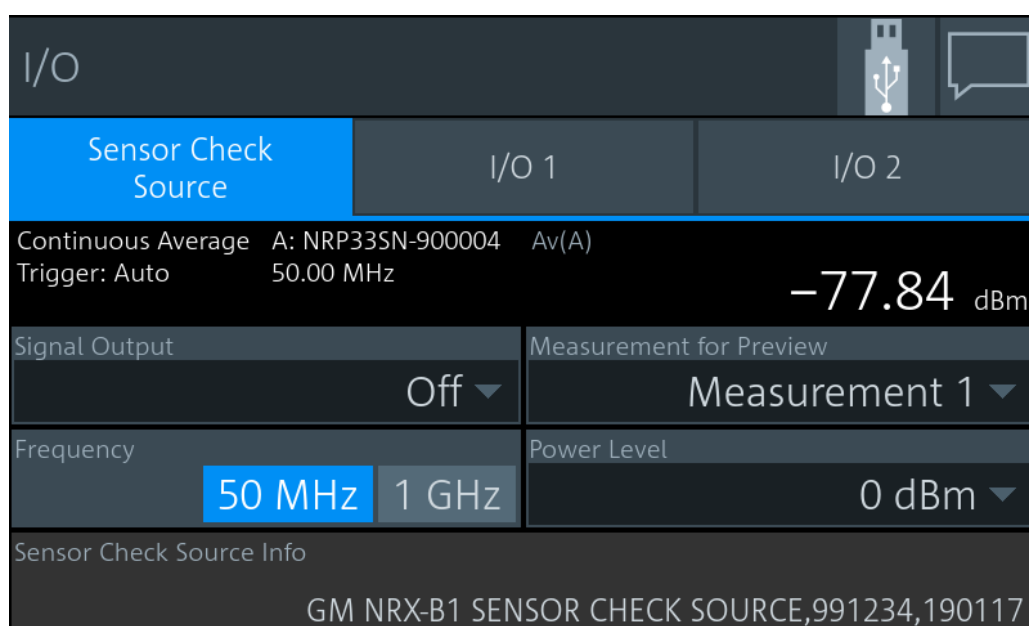 I/O
Sensor Check
Source
I/O 1
I/O 2
Continuous Average A: NRP33SN-900004 Av(A)
Trigger: Auto 50.00 MHz
−77.84 dBm
Signal Output
Measurement for Preview
Off
Measurement 1
Frequency
Power Level
50 MHz 1 GHz
0 dBm
Sensor Check Source Info
GM NRX-B1 SENSOR CHECK SOURCE,991234,190117